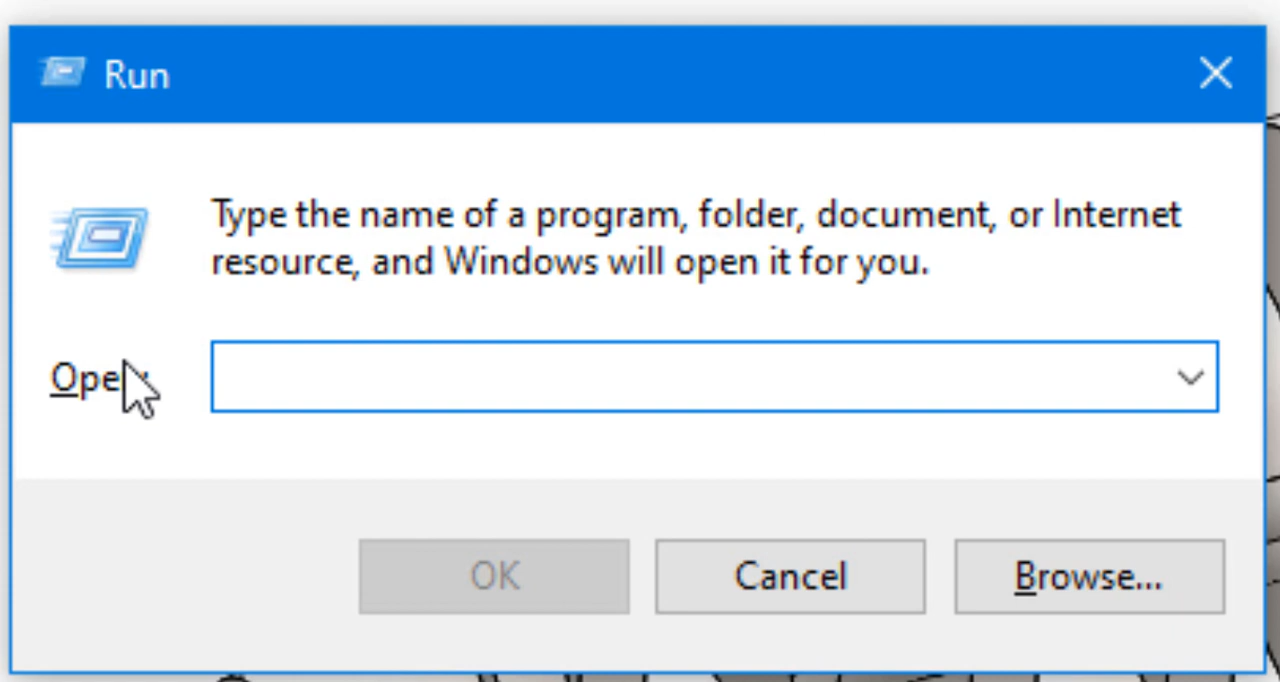 Run
Type the name of a program, folder, document, or Internet
resource, and Windows will open it for you.
Open:
OK
Cancel
Browse...